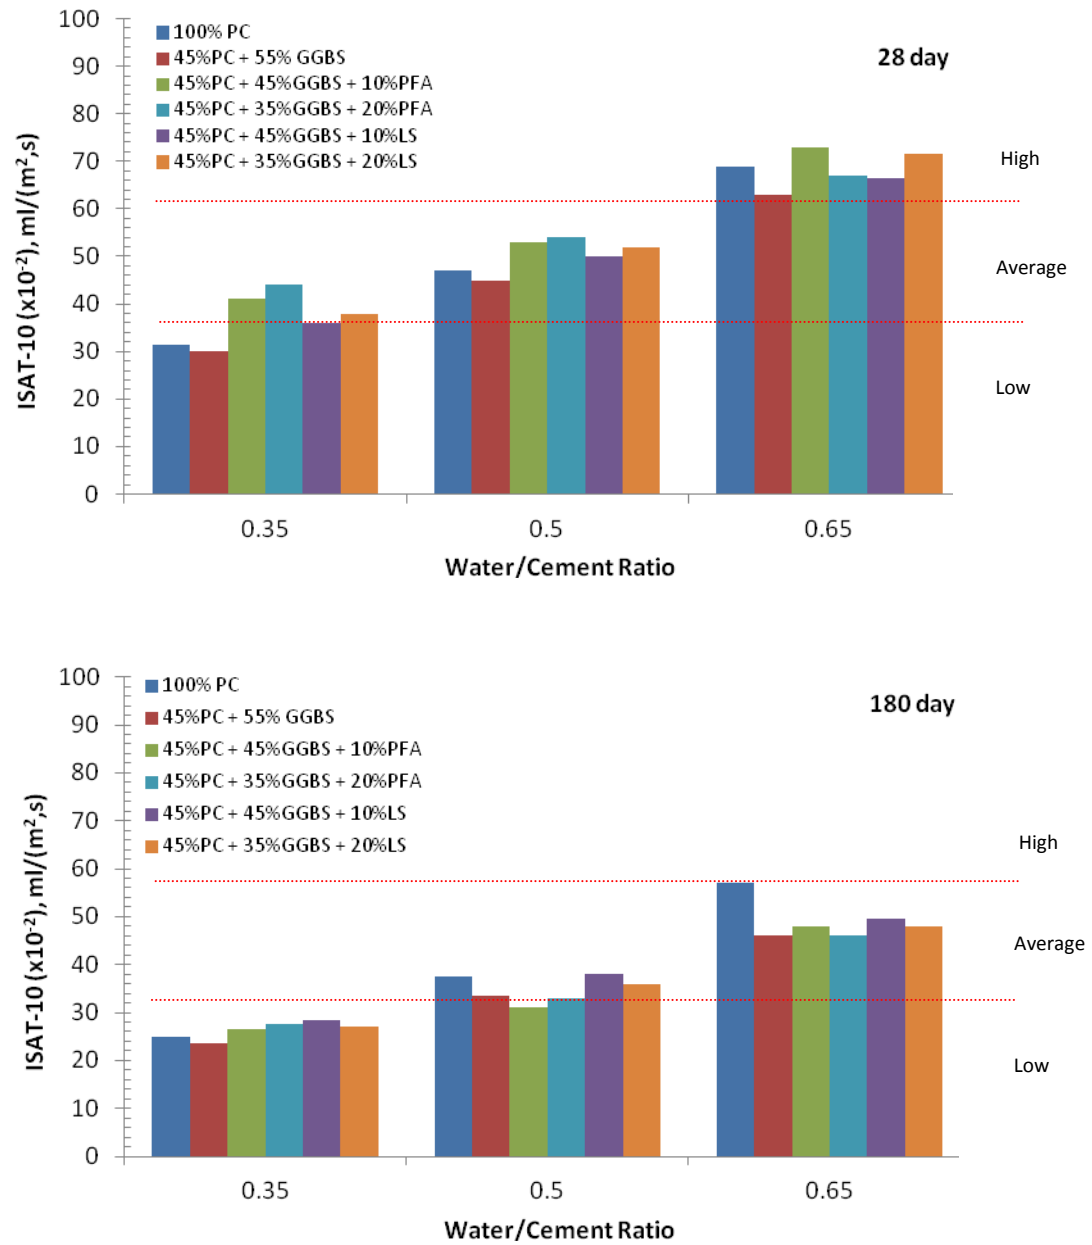 100
90
80
70
60
50
40
30
20
10
0
ISAT-10 (x10⁻²), ml/(m²,s)
100% PC
45%PC + 55% GGBS
45%PC + 45%GGBS + 10%PFA
45%PC + 35%GGBS + 20%PFA
45%PC + 45%GGBS + 10%LS
45%PC + 35%GGBS + 20%LS
28 day
High
Average
Low
0.35 0.5 0.65
Water/Cement Ratio
100
90
80
70
60
50
40
30
20
10
0
ISAT-10 (x10⁻²), ml/(m²,s)
100% PC
45%PC + 55% GGBS
45%PC + 45%GGBS + 10%PFA
45%PC + 35%GGBS + 20%PFA
45%PC + 45%GGBS + 10%LS
45%PC + 35%GGBS + 20%LS
180 day
High
Average
Low
0.35 0.5 0.65
Water/Cement Ratio